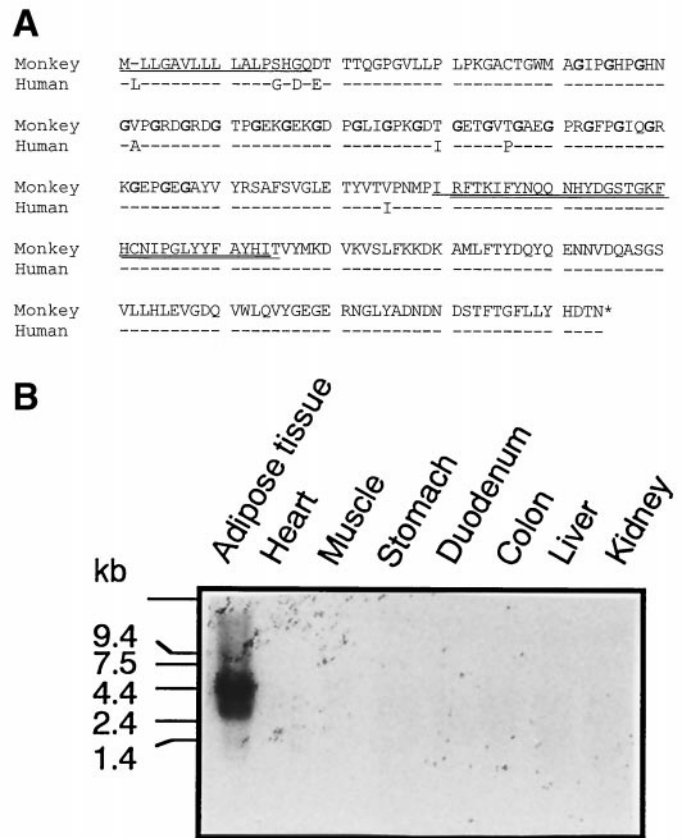 A
Monkey M-LLGAVLLL LALPSHGQDT TTQGPGVLLP LPKGACTGWM AGIPGHPGHN
Human -L--------- -----G-D-E-- ---------- ---------- ----------
Monkey GVPGRDGRDG TPGEKGEKGD PGLIGPKGDT GETGVTGAEG PRGFPGIQGR
Human -A-------- ---------- ---------I -----P---- ----------
Monkey KGEPGEGAYV YRSAFSVGLE TYVTVPNMPI RFTKIFYNQQ NHYDGSTGKF
Human ---------- ---------- ----I----- ---------- ----------
Monkey HCNIPGLYYF AYHITVYMKD VKVSLFKKDK AMLFTYDQYQ ENNVDQASGS
Human ---------- ---------- ---------- ---------- ----------
Monkey VLLHLEVGDQ VWLQVYGEGE RNGLYADNDN DSTFTGFLLY HDTN*
Human ---------- ---------- ---------- ---------- ----
B
Adipose tissue Heart Muscle Stomach Duodenum Colon Liver Kidney
kb
9.4
7.5
4.4
2.4
1.4